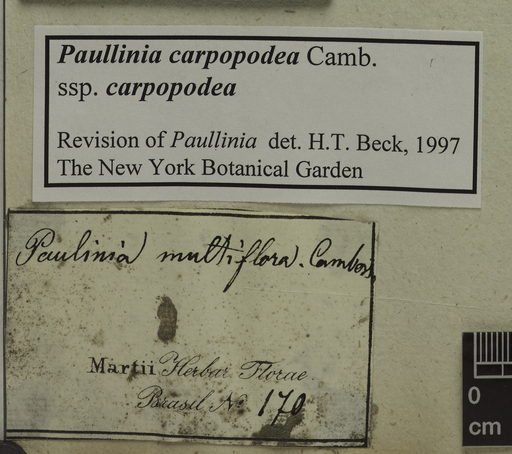 Paullinia carpopodea Camb.
ssp. carpopodea
Revision of Paullinia det. H.T. Beck, 1997
The New York Botanical Garden
Paulinia multiflora. Cambess.
Martii Herbar. Florae
Brasil No. 170
0
cm